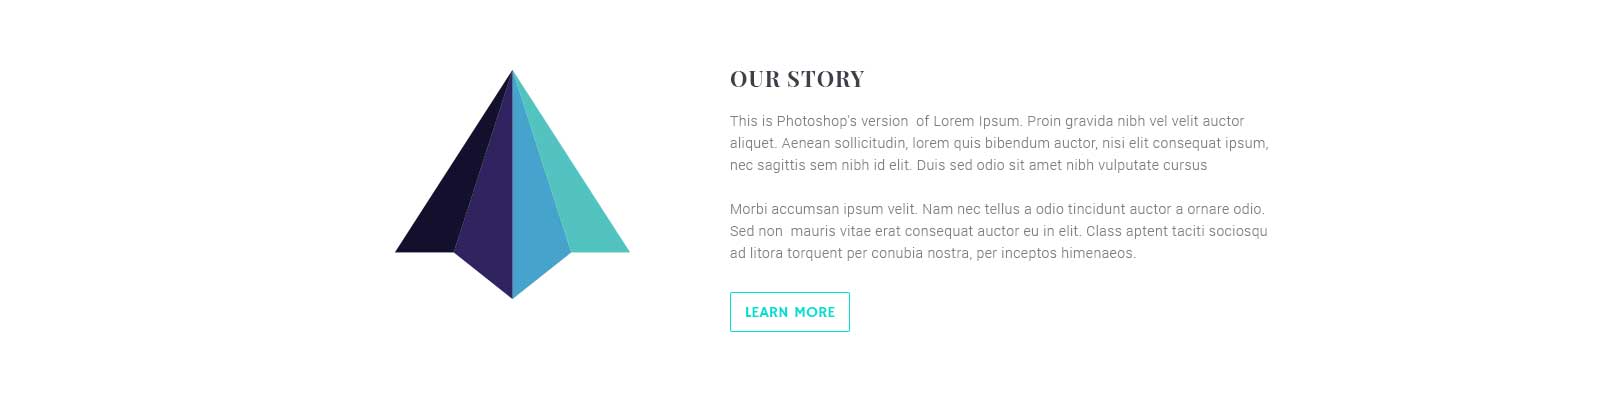 OUR STORY
This is Photoshop's version  of Lorem Ipsum. Proin gravida nibh vel velit auctor
aliquet. Aenean sollicitudin, lorem quis bibendum auctor, nisi elit consequat ipsum,
nec sagittis sem nibh id elit. Duis sed odio sit amet nibh vulputate cursus
Morbi accumsan ipsum velit. Nam nec tellus a odio tincidunt auctor a ornare odio.
Sed non  mauris vitae erat consequat auctor eu in elit. Class aptent taciti sociosqu
ad litora torquent per conubia nostra, per inceptos himenaeos.
LEARN MORE